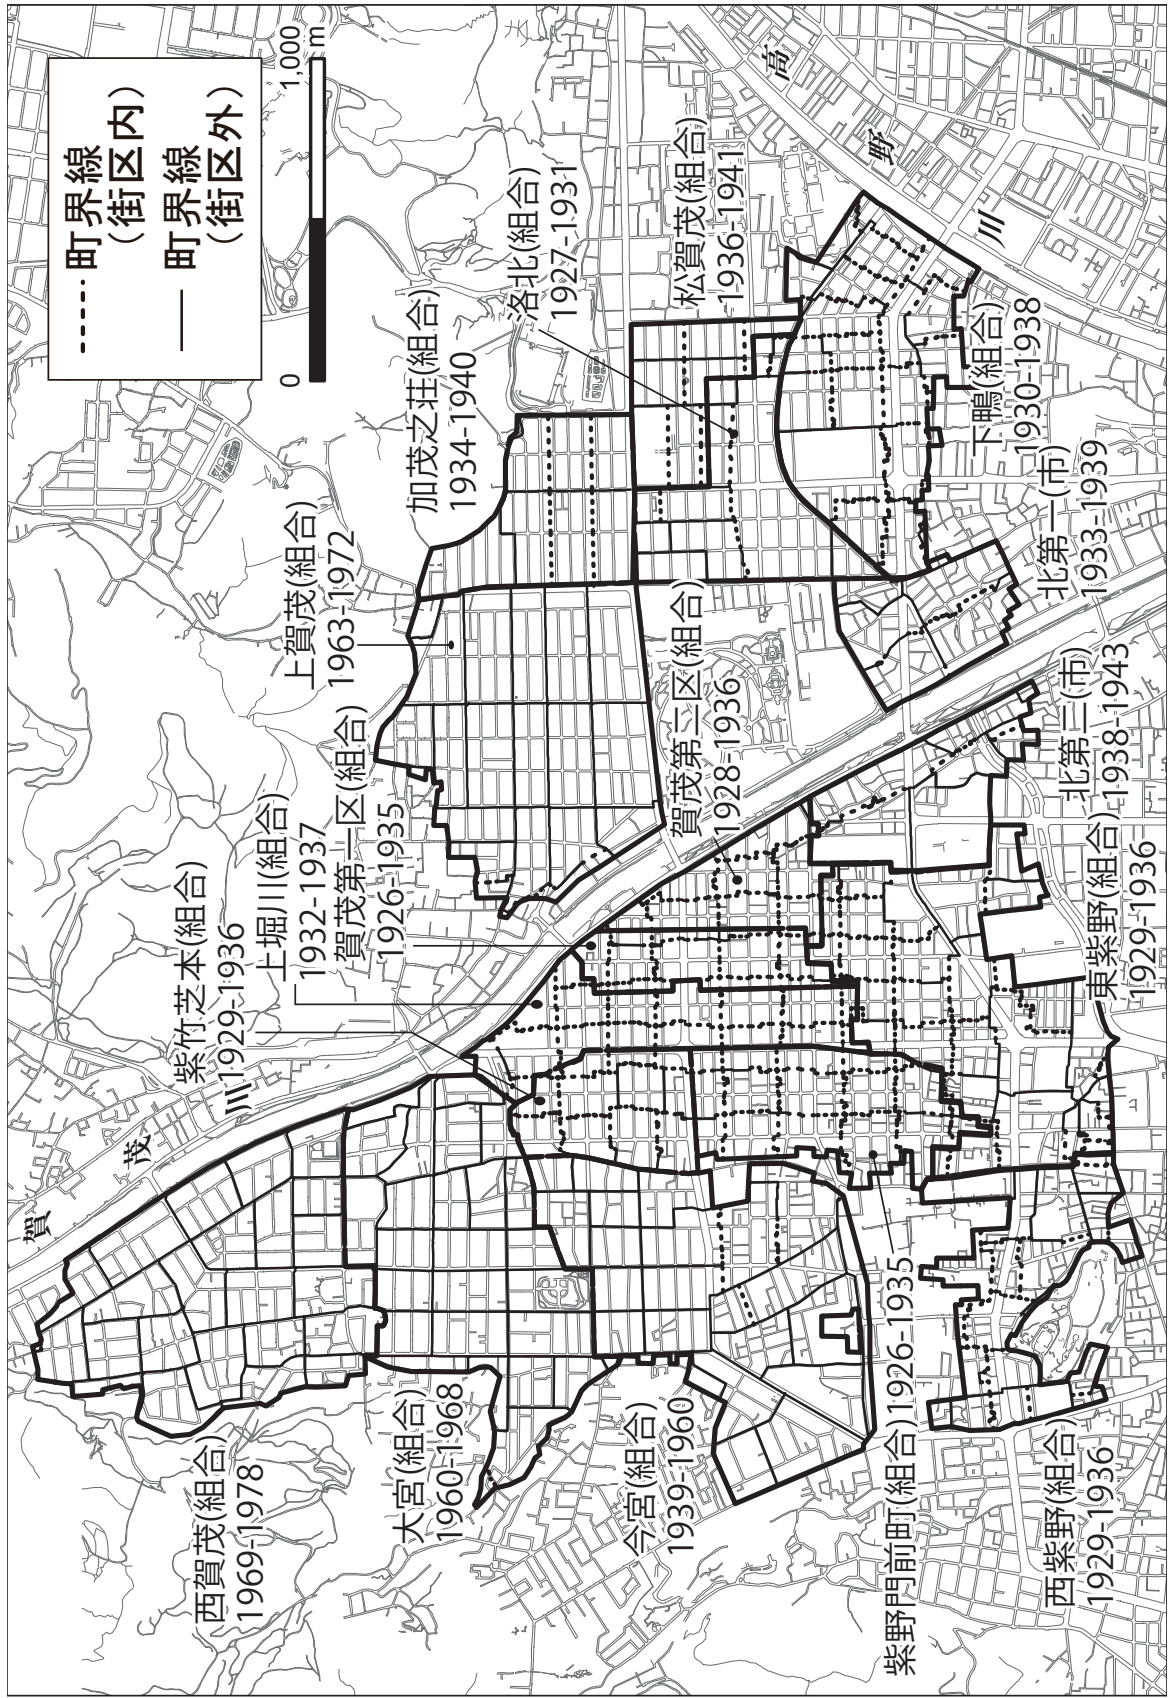 町界線
（街区内）
町界線
（街区外）
0
1,000
m
西賀茂(組合)
1969-1978
大宮(組合)
1960-1968
今宮(組合)
1939-1960
紫野門前町(組合)1926-1935
西紫野(組合)
1929-1936
紫竹芝本(組合)
1929-1936
上堀川(組合)
1932-1937
賀茂第一区(組合)
1926-1935
上賀茂(組合)
1963-1972
加茂之荘(組合)
1934-1940
洛北(組合)
1927-1931
松賀茂(組合)
1936-1941
賀茂第二区(組合)
1928-1936
下鴨(組合)
1930-1938
北第一(市)
1933-1939
北第三(市)
1938-1943
東紫野(組合)
1929-1936
賀
茂
川
高
野
川